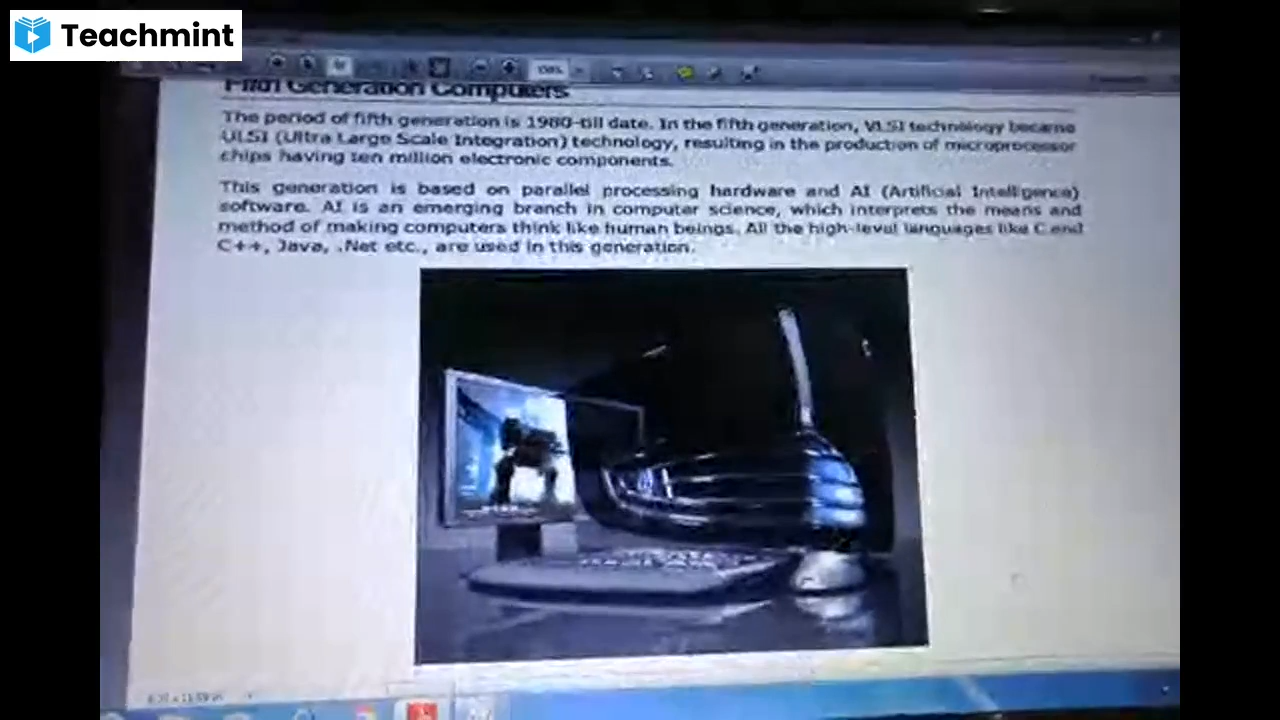 Teachmint
150%
Fifth Generation Computers
The period of fifth generation is 1980-till date. In the fifth generation, VLSI technology became
ULSI (Ultra Large Scale Integration) technology, resulting in the production of microprocessor
chips having ten million electronic components.
This generation is based on parallel processing hardware and AI (Artificial Intelligence)
software. AI is an emerging branch in computer science, which interprets the means and
method of making computers think like human beings. All the high-level languages like C and
C++, Java, .Net etc., are used in this generation.